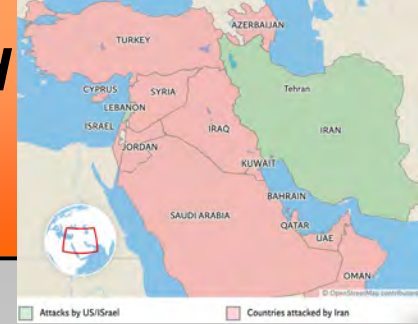 AZERBAIJAN
TURKEY
CYPRUS
SYRIA
Tehran
LEBANON
ISRAEL
IRAQ
IRAN
JORDAN
KUWAIT
BAHRAIN
SAUDI ARABIA
QATAR
UAE
OMAN
© OpenStreetMap contributors
Attacks by US/ISrael
Countries attacked by Iran